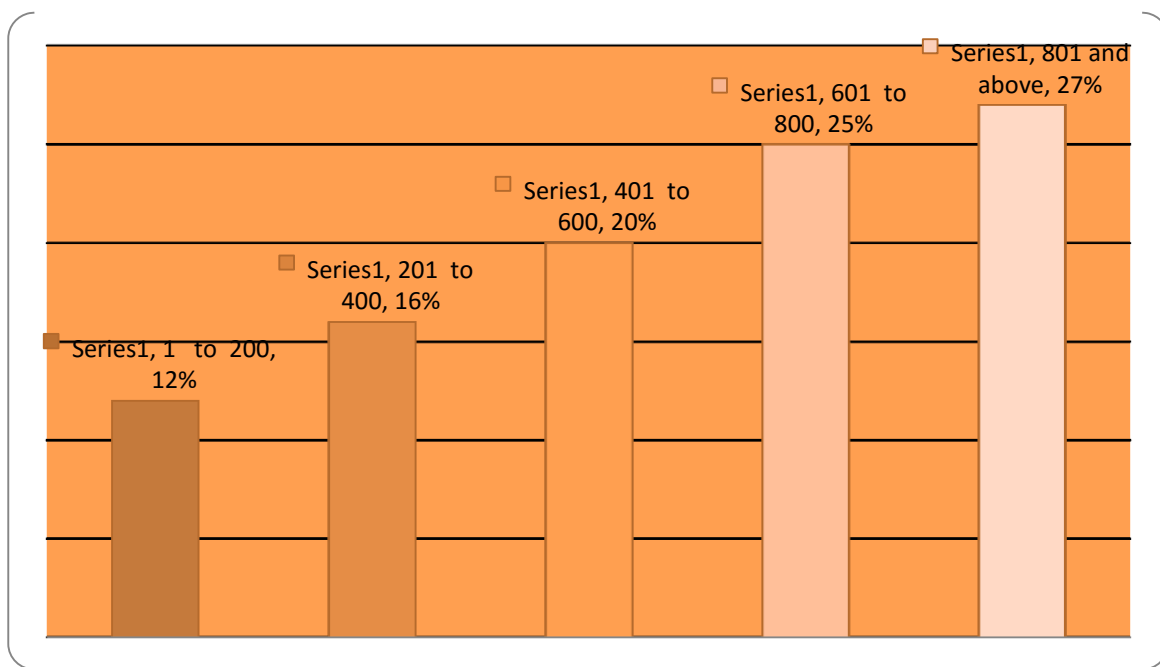 Series1, 1 to 200,
12%
Series1, 201 to
400, 16%
Series1, 401 to
600, 20%
Series1, 601 to
800, 25%
Series1, 801 and
above, 27%